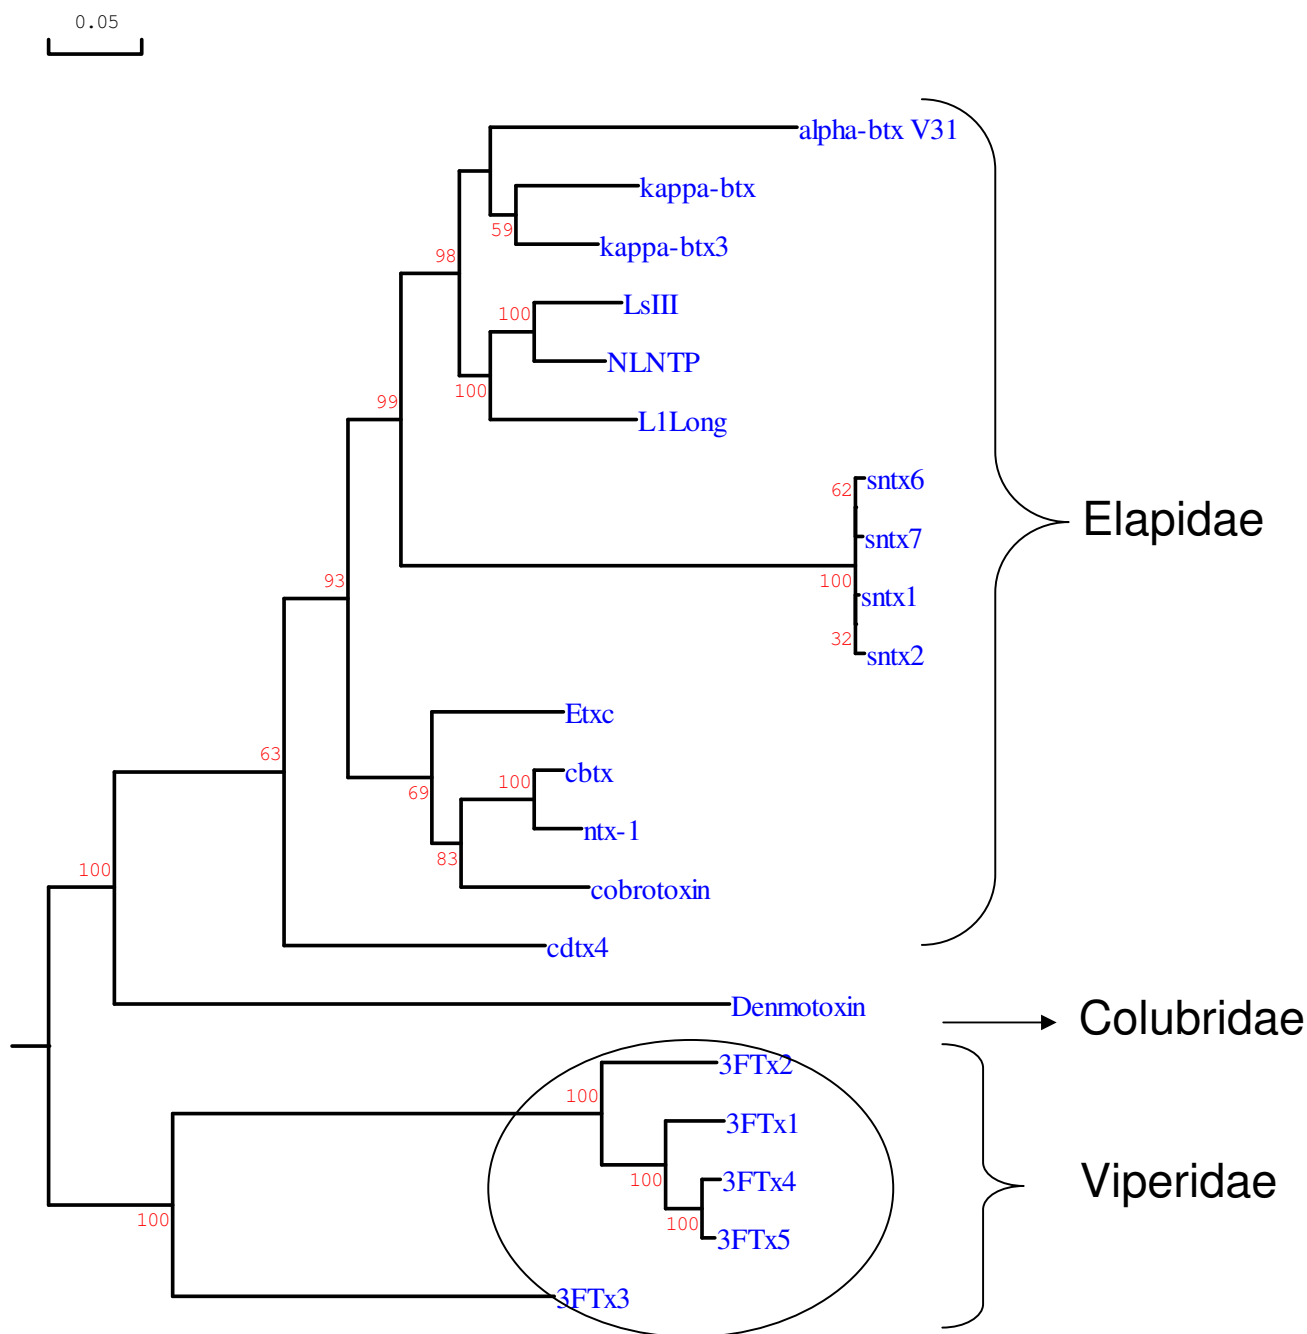 0.05
alpha-btx V31
kappa-btx
59
kappa-btx3
98
LsIII
100
NLNTP
100
99
L1Long
sntx6
62
Elapidae
sntx7
100
sntx1
32
sntx2
93
Etxc
63
cbtx
100
69
ntx-1
83
100
cobrotoxin
cdtx4
Denmotoxin
Colubridae
3FTx2
100
3FTx1
100
3FTx4
Viperidae
100
100
3FTx5
3FTx3